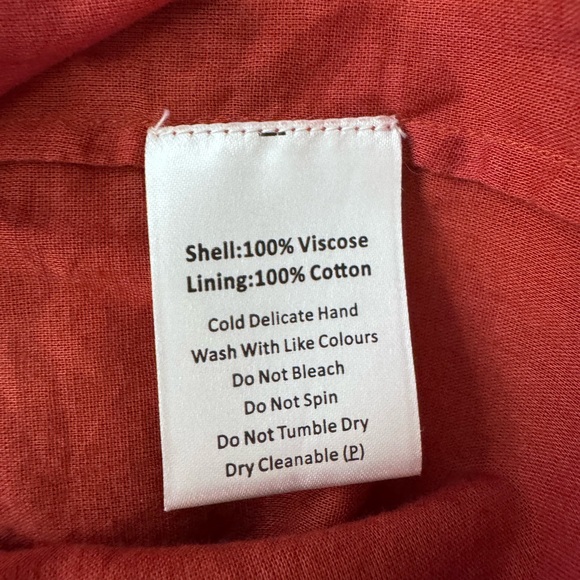 Shell:100% Viscose
Lining:100% Cotton
Cold Delicate Hand
Wash With Like Colours
Do Not Bleach
Do Not Spin
Do Not Tumble Dry
Dry Cleanable (P)